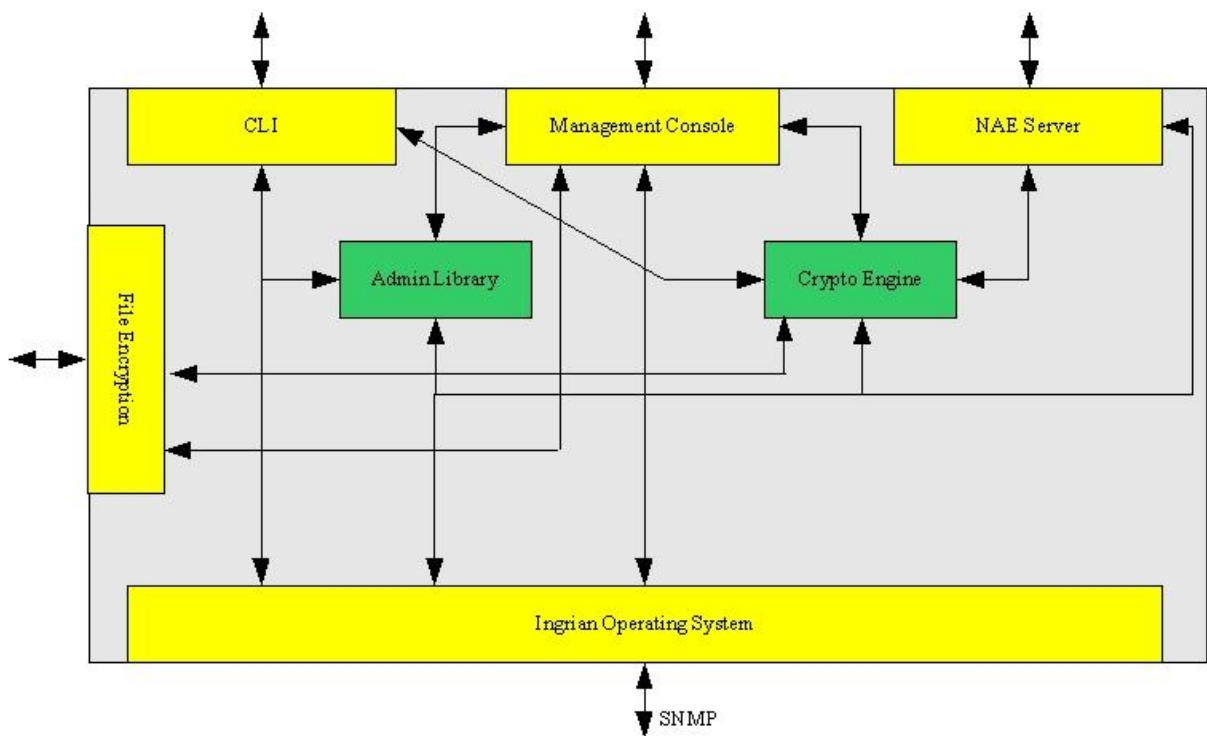 CLI
Management Console
NAE Server
Admin Library
Crypto Engine
File Encryption
Ingrian Operating System
SNMP